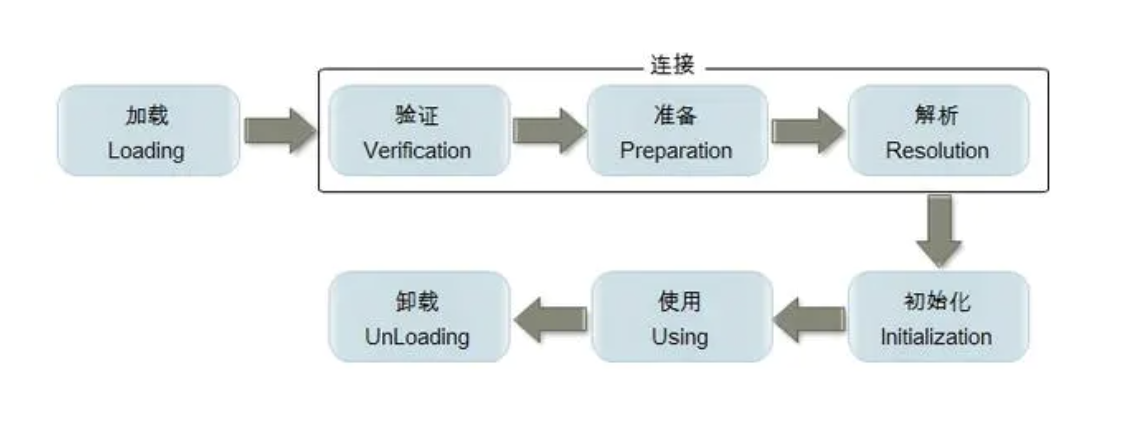 连接
加载
Loading
验证
Verification
准备
Preparation
解析
Resolution
卸载
UnLoading
使用
Using
初始化
Initialization